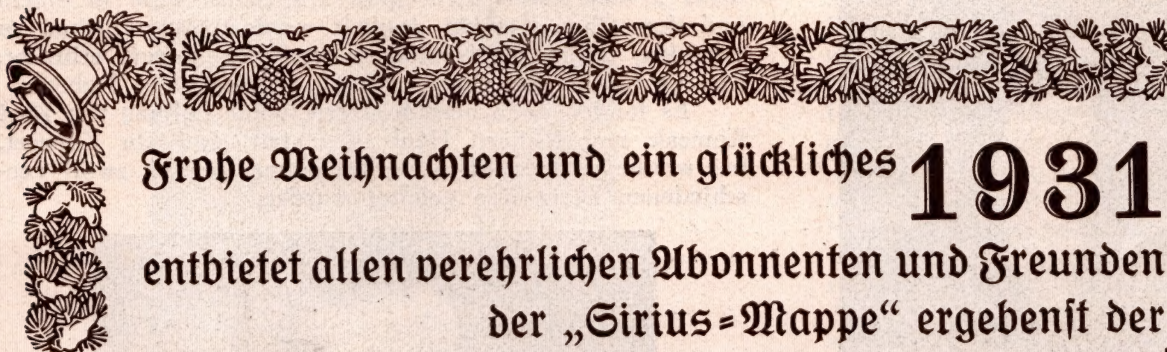 Frohe Weihnachten und ein glückliches 1931
entbietet allen verehrlichen Abonnenten und Freunden
der „Sirius-Mappe“ ergebenst der